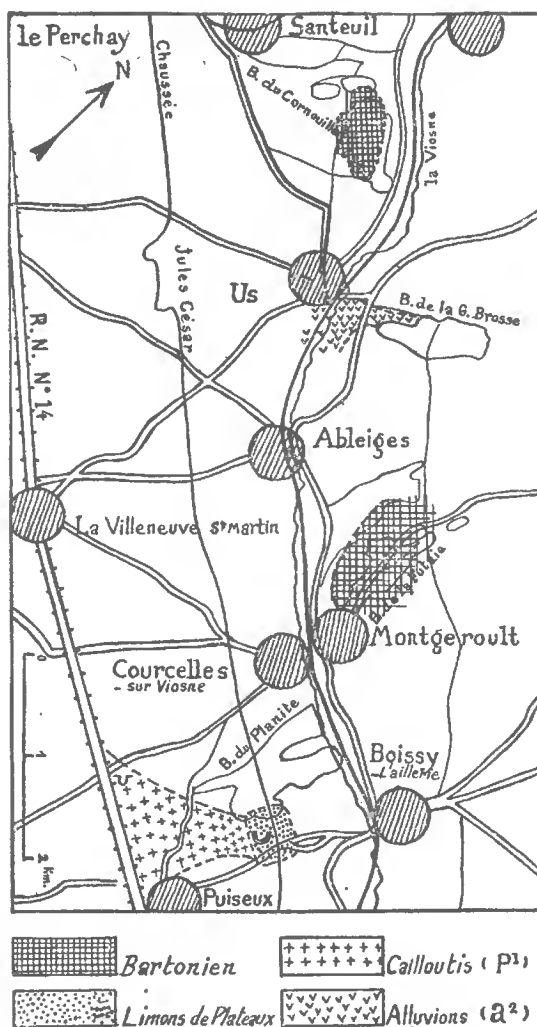 Santeuil
le Perchay
N
Chaussée
B. du Cornouiller
la Viosne
Jules César
Us
B. de la G. Brosse
R.N. N° 14
Ableiges
La Villeneuve St Martin
B. de la
Montgeroult
Courcelles
- sur Viosne
B. du Planite
Boissy
- L'aillerie
0
1
2 Km.
Puiseux
Bartonien
Cailloutis (P¹)
Limons de Plateaux
Alluvions (a²)